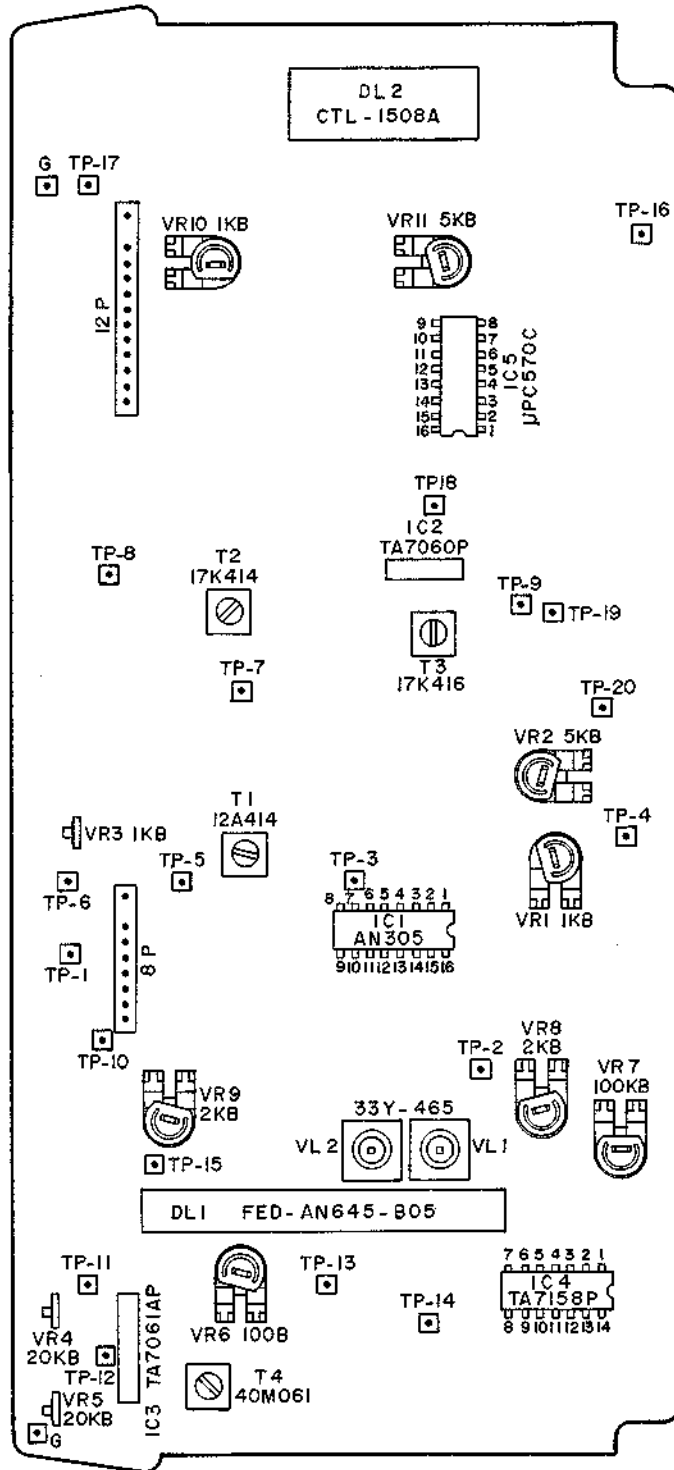 DL2
CTL-1508A
G
TP-17
TP-16
VR10 1KB
VR11 5KB
12P
9
10
11
12
13
14
15
16
8
7
6
5
4
3
2
1
IC5
μPC570C
TP18
IC2
TA7060P
TP-8
T2
17K414
TP-9
TP-19
T3
17K416
TP-7
TP-20
VR2 5KB
T1
12A414
VR3 1KB
TP-4
TP-5
TP-3
TP-6
8 7 6 5 4 3 2 1
IC1
AN305
9 10 11 12 13 14 15 16
VR1 1KB
TP-1
8P
TP-10
TP-2
VR8
2KB
VR7
100KB
VR9
2KB
33Y-465
VL2
VL1
TP-15
DL1 FED-AN645-B05
TP-11
TP-13
7 6 5 4 3 2 1
IC4
TA7158P
8 9 10 11 12 13 14
TP-14
VR4
20KB
VR6 100B
TP-12
IC3 TA7061AP
T4
40M061
VR5
20KB
G